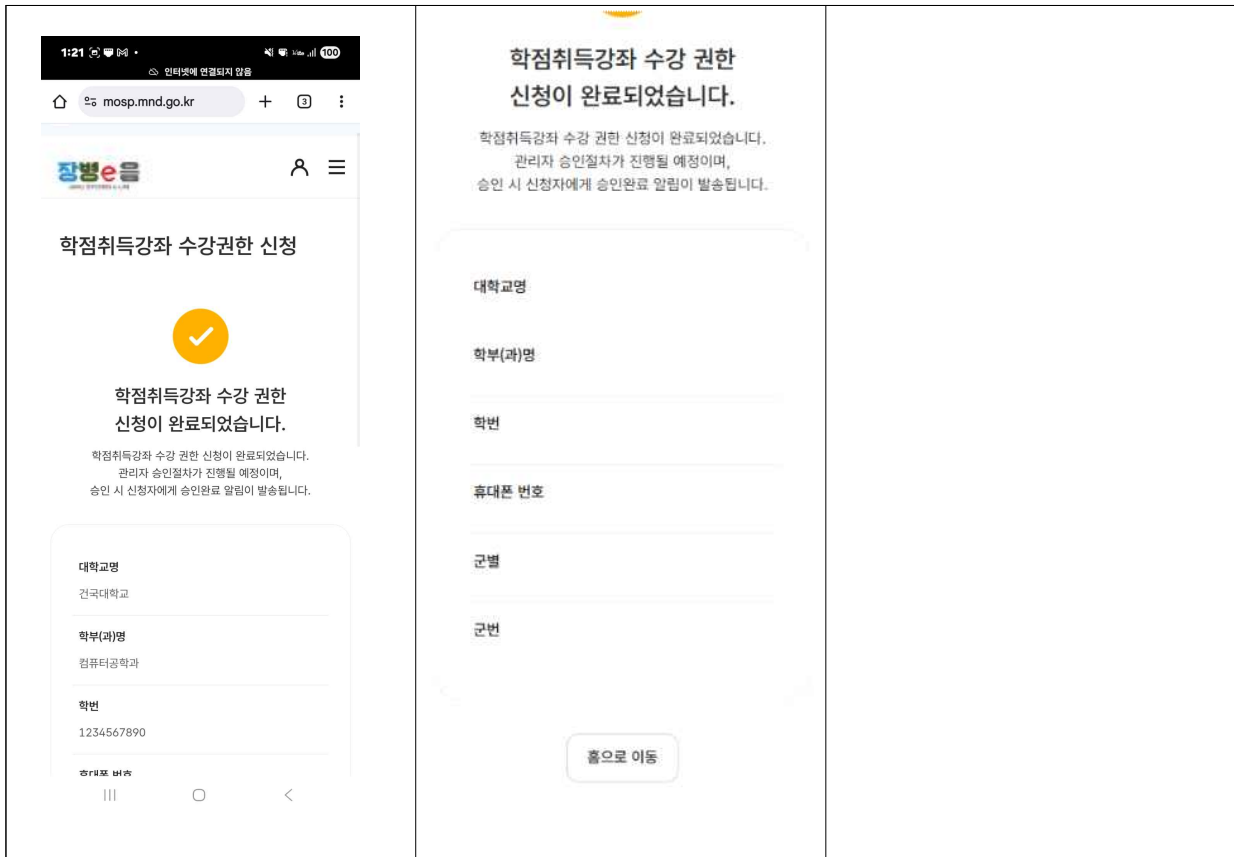 1:21
100
인터넷에 연결되지 않음
mosp.mnd.go.kr
3
장병e음
학점취득강좌 수강권한 신청
학점취득강좌 수강 권한
신청이 완료되었습니다.
학점취득강좌 수강 권한 신청이 완료되었습니다.
관리자 승인절차가 진행될 예정이며,
승인 시 신청자에게 승인완료 알림이 발송됩니다.
대학교명
건국대학교
학부(과)명
컴퓨터공학과
학번
1234567890
휴대폰 번호
학점취득강좌 수강 권한
신청이 완료되었습니다.
학점취득강좌 수강 권한 신청이 완료되었습니다.
관리자 승인절차가 진행될 예정이며,
승인 시 신청자에게 승인완료 알림이 발송됩니다.
대학교명
학부(과)명
학번
휴대폰 번호
군별
군번
홈으로 이동